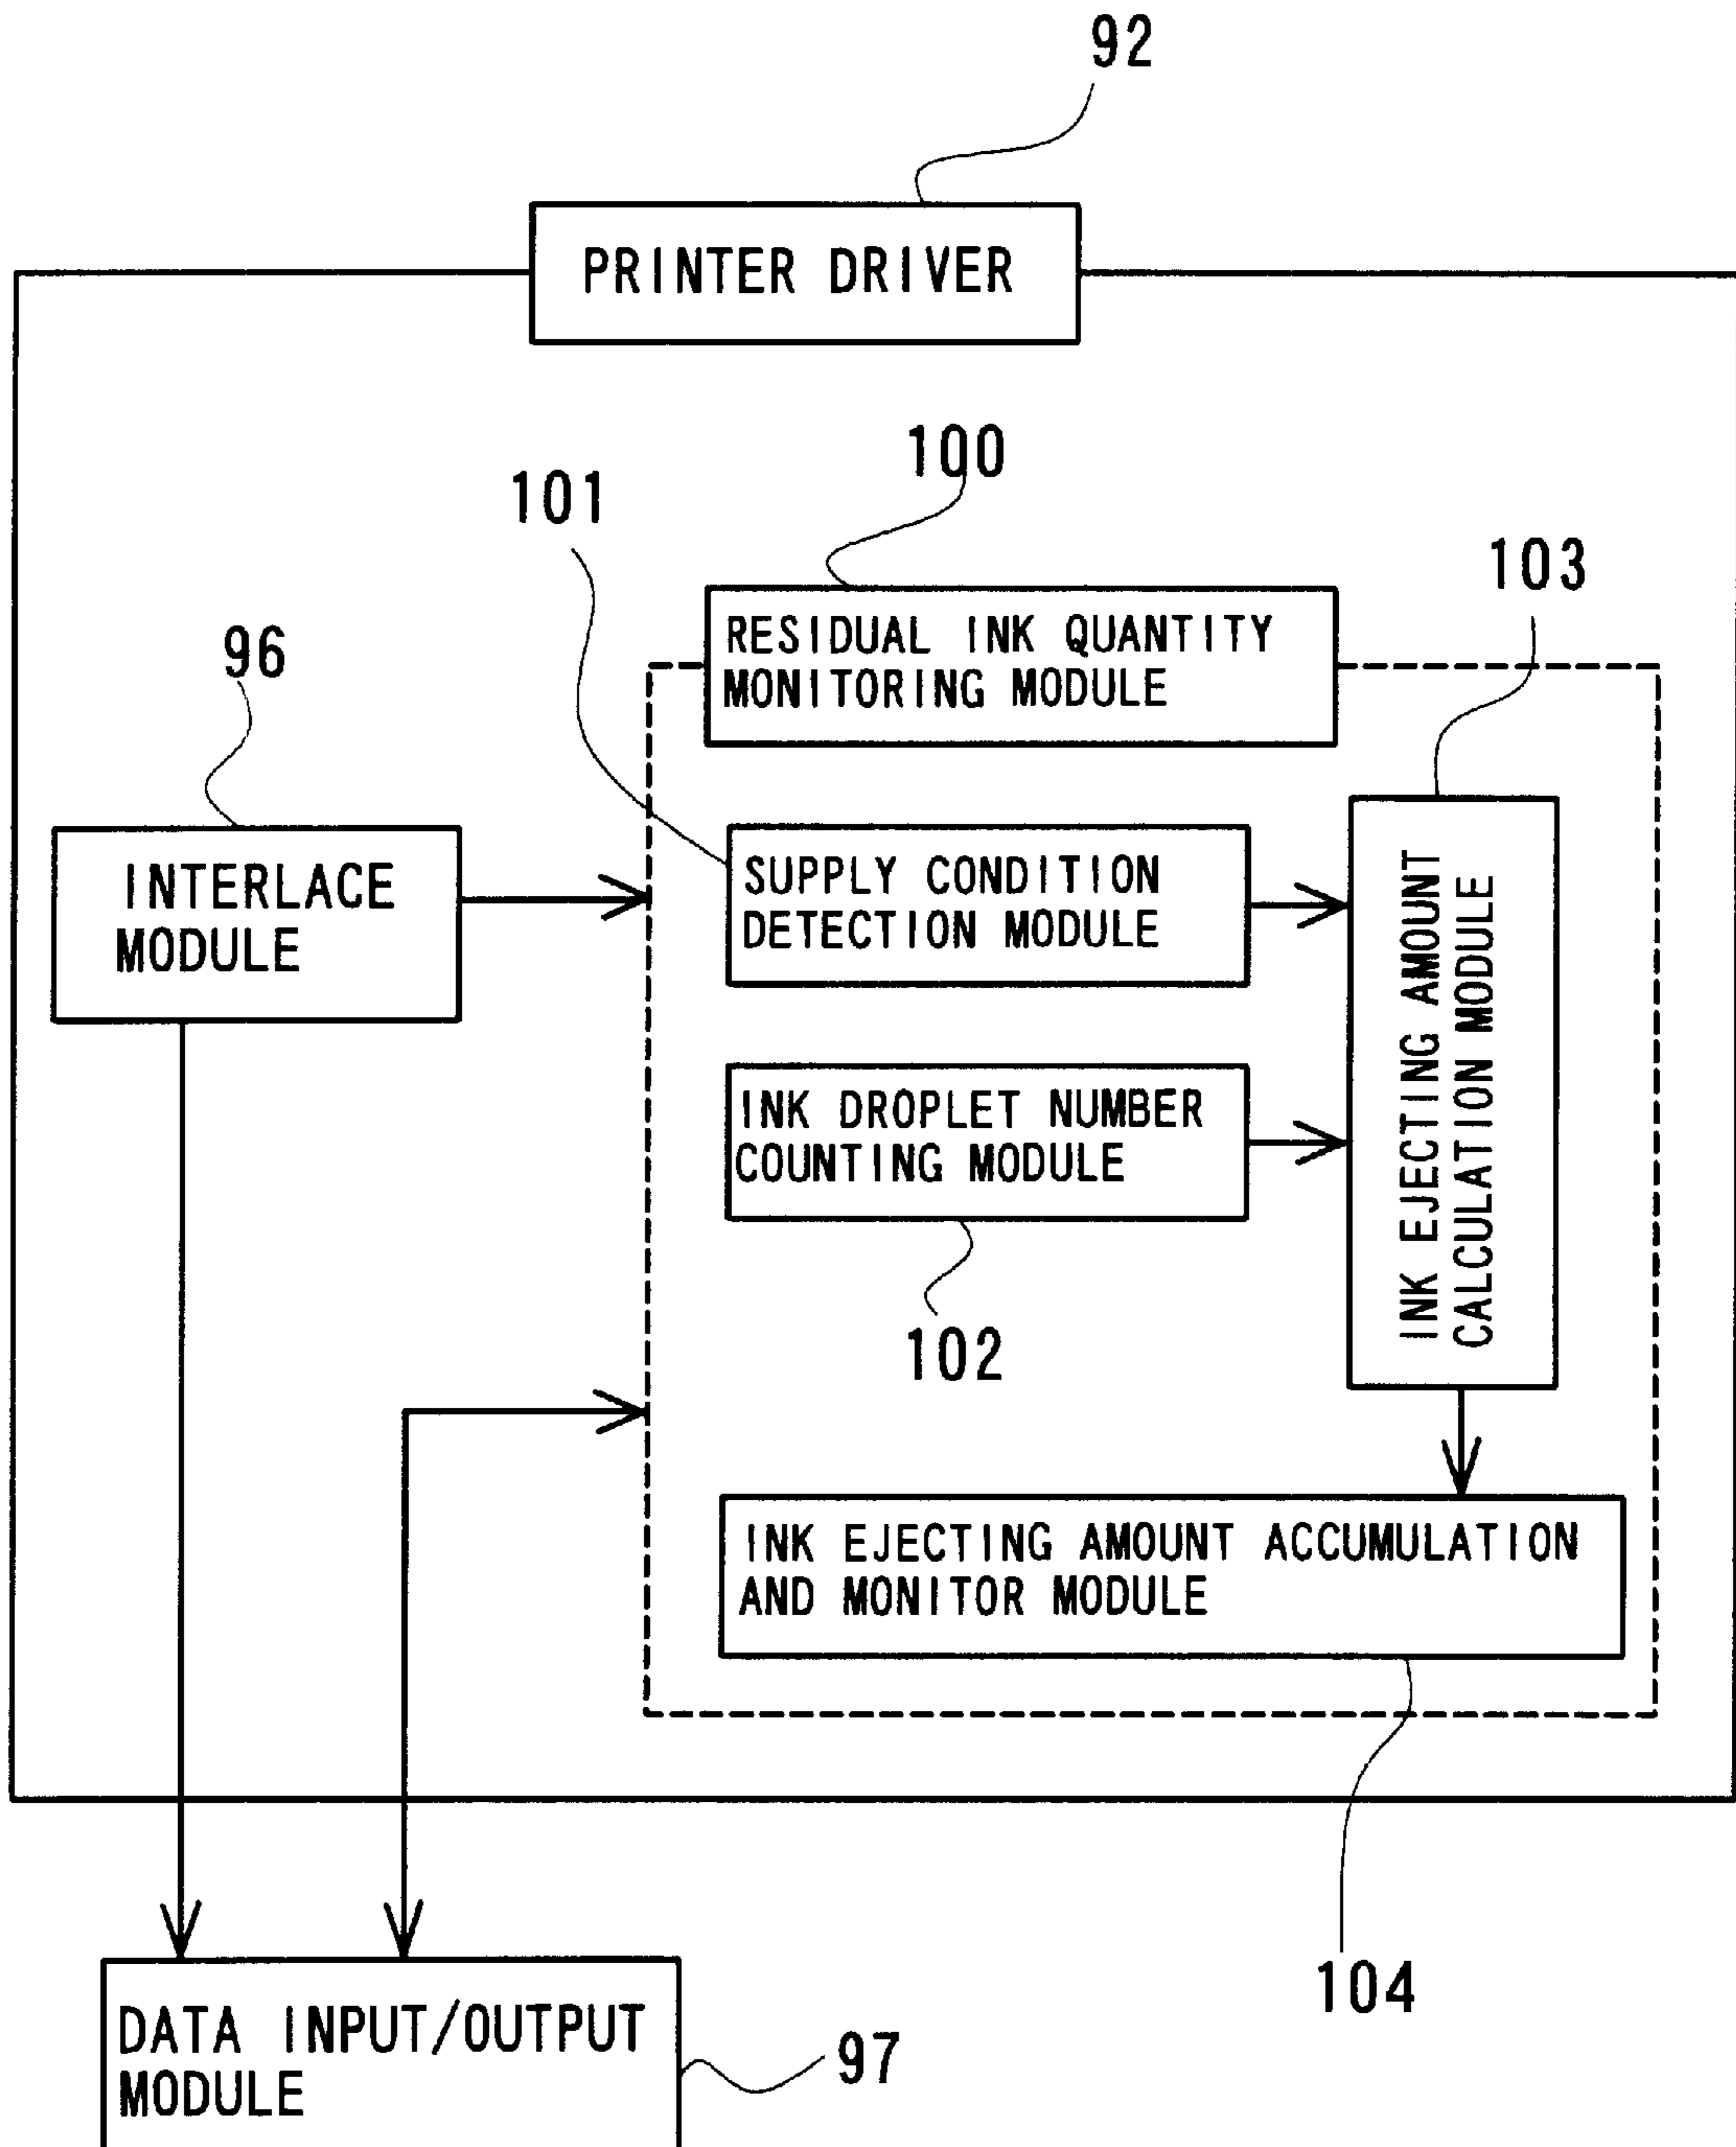 92
PRINTER DRIVER
100
101
103
RESIDUAL INK QUANTITY
MONITORING MODULE
96
INTERLACE
MODULE
SUPPLY CONDITION
DETECTION MODULE
INK EJECTING AMOUNT
CALCULATION MODULE
INK DROPLET NUMBER
COUNTING MODULE
102
INK EJECTING AMOUNT ACCUMULATION
AND MONITOR MODULE
104
DATA INPUT/OUTPUT
MODULE
97